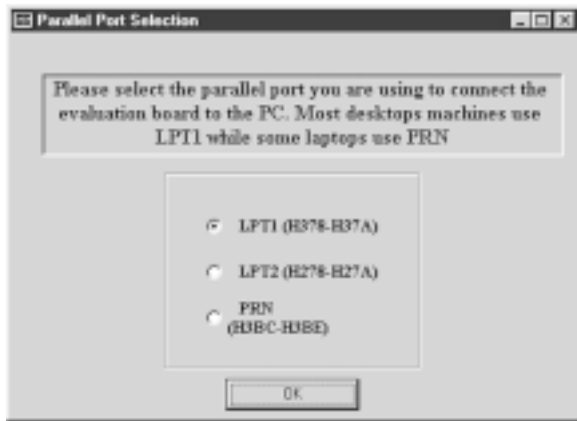 Parallel Port Selection
Please select the parallel port you are using to connect the
evaluation board to the PC. Most desktops machines use
LPT1 while some laptops use PRN
LPT1 (H378-H37A)
LPT2 (H278-H27A)
PRN
(H3BC-H3BE)
OK